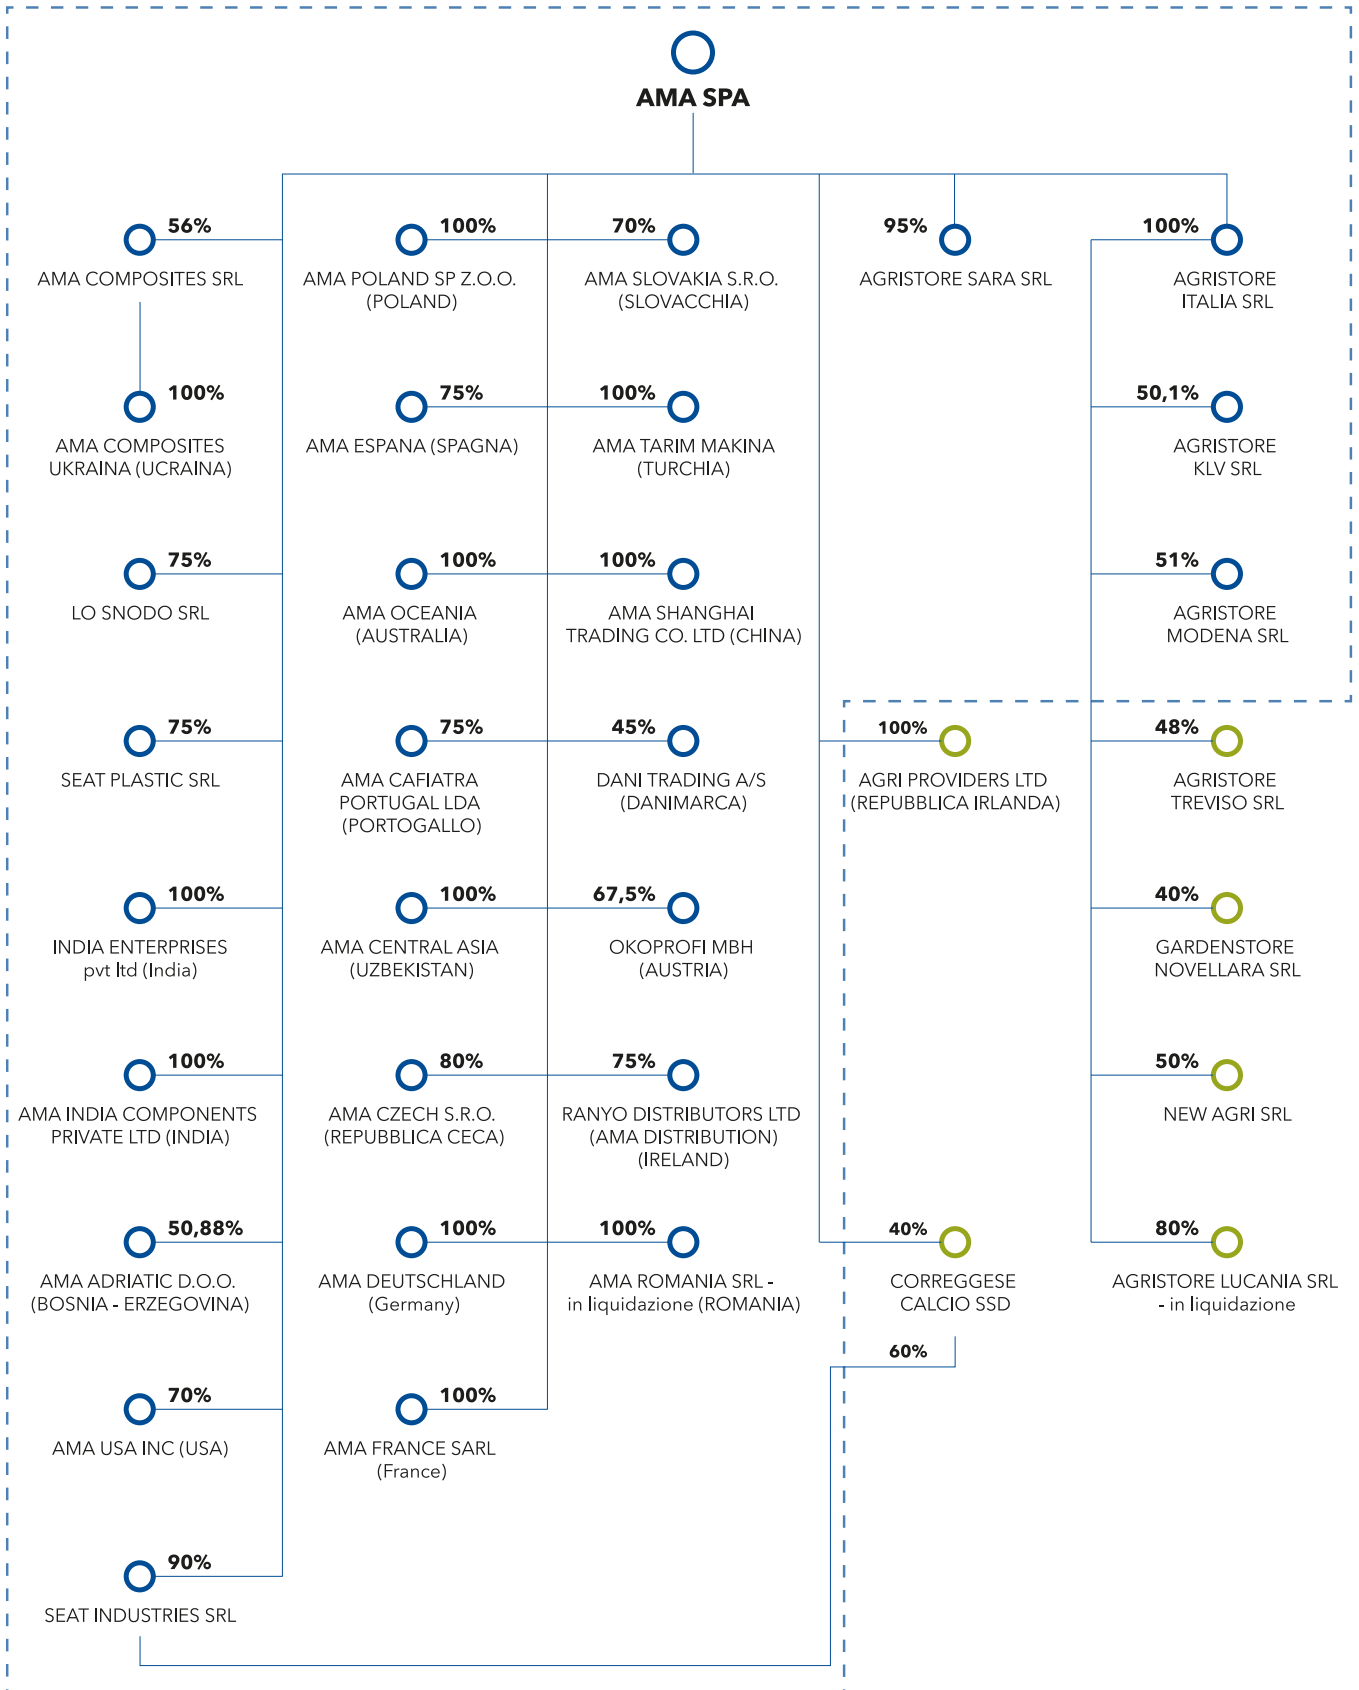 AMA SPA
56%
AMA COMPOSITES SRL
100%
AMA COMPOSITES
UKRAINA (UCRAINA)
75%
LO SNODO SRL
75%
SEAT PLASTIC SRL
100%
INDIA ENTERPRISES
pvt ltd (India)
100%
AMA INDIA COMPONENTS
PRIVATE LTD (INDIA)
50,88%
AMA ADRIATIC D.O.O.
(BOSNIA - ERZEGOVINA)
70%
AMA USA INC (USA)
90%
SEAT INDUSTRIES SRL
100%
AMA POLAND SP Z.O.O.
(POLAND)
75%
AMA ESPANA (SPAGNA)
100%
AMA OCEANIA
(AUSTRALIA)
75%
AMA CAFIATRA
PORTUGAL LDA
(PORTOGALLO)
100%
AMA CENTRAL ASIA
(UZBEKISTAN)
80%
AMA CZECH S.R.O.
(REPUBBLICA CECA)
100%
AMA DEUTSCHLAND
(Germany)
100%
AMA FRANCE SARL
(France)
70%
AMA SLOVAKIA S.R.O.
(SLOVACCHIA)
100%
AMA TARIM MAKINA
(TURCHIA)
100%
AMA SHANGHAI
TRADING CO. LTD (CHINA)
45%
DANI TRADING A/S
(DANIMARCA)
67,5%
OKOPROFI MBH
(AUSTRIA)
75%
RANYO DISTRIBUTORS LTD
(AMA DISTRIBUTION)
(IRELAND)
100%
AMA ROMANIA SRL -
in liquidazione (ROMANIA)
95%
AGRISTORE SARA SRL
100%
AGRI PROVIDERS LTD
(REPUBBLICA IRLANDA)
40%
CORREGGESE
CALCIO SSD
60%
100%
AGRISTORE
ITALIA SRL
50,1%
AGRISTORE
KLV SRL
51%
AGRISTORE
MODENA SRL
48%
AGRISTORE
TREVISO SRL
40%
GARDENSTORE
NOVELLARA SRL
50%
NEW AGRI SRL
80%
AGRISTORE LUCANIA SRL
- in liquidazione